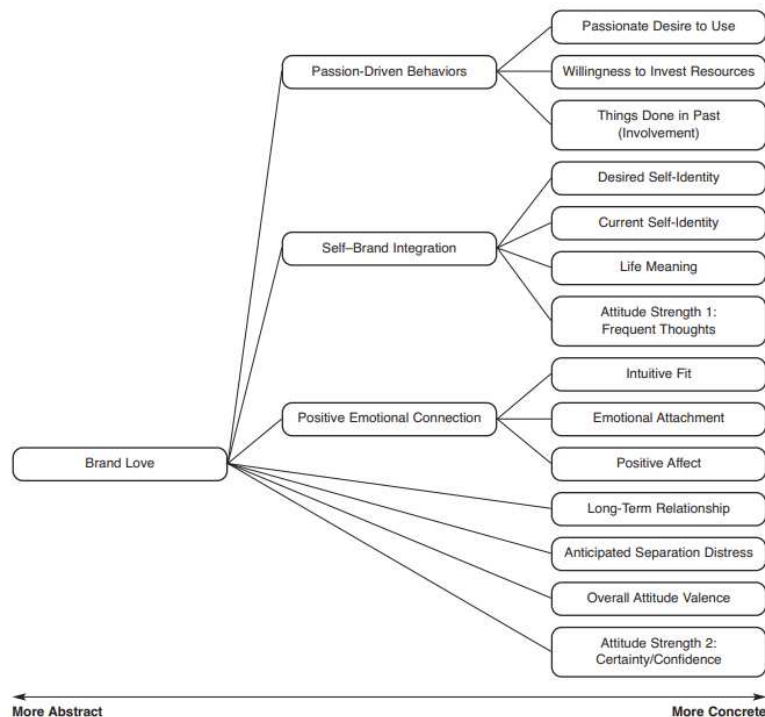 Passionate Desire to Use
Passion-Driven Behaviors
Willingness to Invest Resources
Things Done in Past
(Involvement)
Desired Self-Identity
Current Self-Identity
Self–Brand Integration
Life Meaning
Attitude Strength 1:
Frequent Thoughts
Intuitive Fit
Positive Emotional Connection
Emotional Attachment
Brand Love
Positive Affect
Long-Term Relationship
Anticipated Separation Distress
Overall Attitude Valence
Attitude Strength 2:
Certainty/Confidence
More Abstract
More Concrete